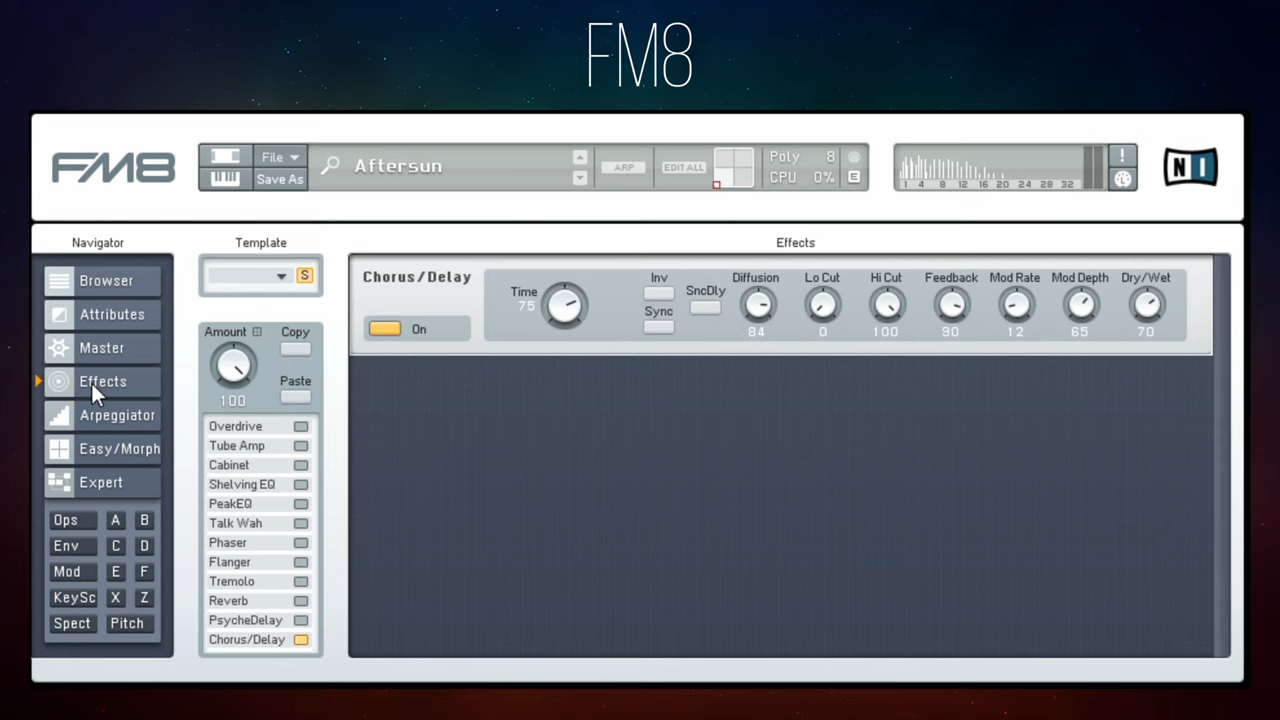 FM8
FM8
File
Save As
Aftersun
ARP
EDIT ALL
Poly 8
CPU 0%
E
1 4 8 12 16 20 24 28 32
!
N I
Navigator
Browser
Attributes
Master
Effects
Arpeggiator
Easy/Morph
Expert
Ops A B
Env C D
Mod E F
KeySc X Z
Spect Pitch
Template
S
Amount
100
Copy
Paste
Overdrive
Tube Amp
Cabinet
Shelving EQ
PeakEQ
Talk Wah
Phaser
Flanger
Tremolo
Reverb
PsycheDelay
Chorus/Delay
Effects
Chorus/Delay
On
Time
75
Inv
Sync
SncDly
Diffusion
84
Lo Cut
0
Hi Cut
100
Feedback
90
Mod Rate
12
Mod Depth
65
Dry/Wet
70